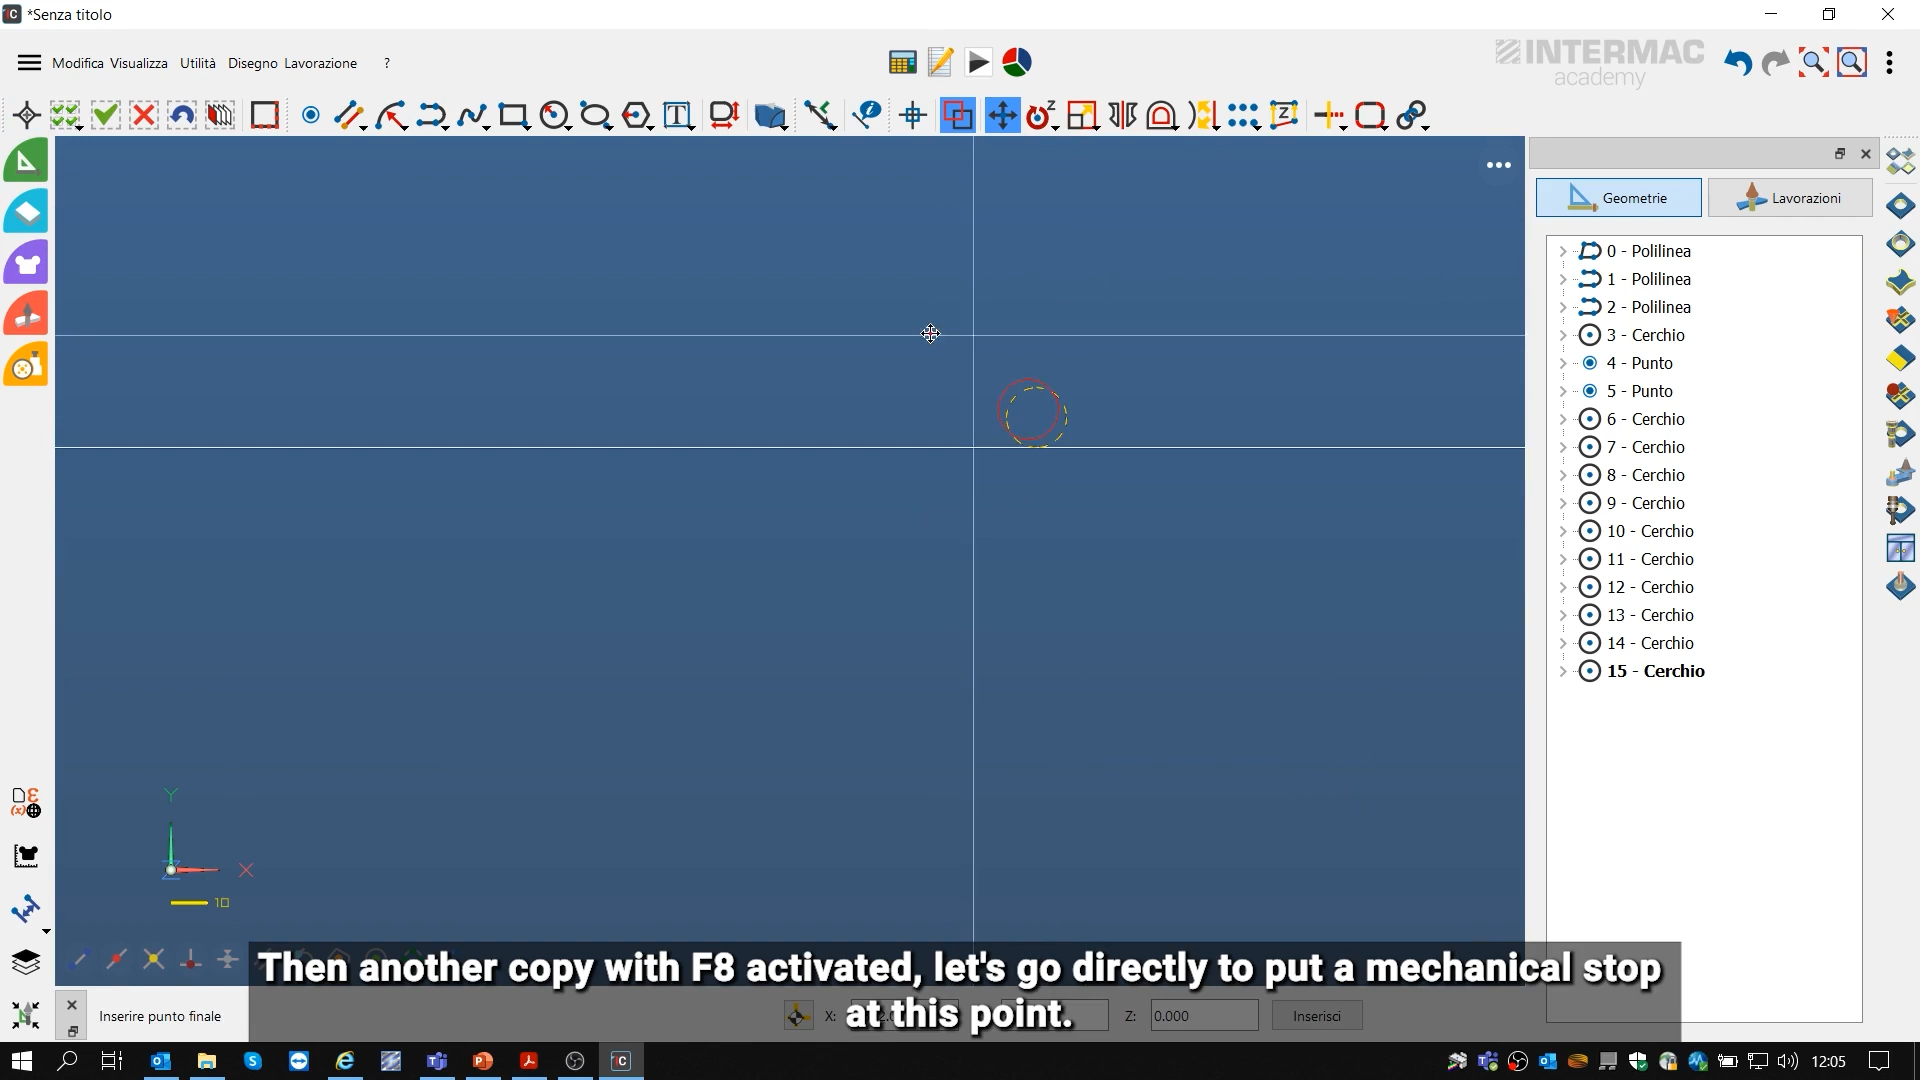 *Senza titolo
Modifica Visualizza Utilità Disegno Lavorazione ?
INTERMAC
academy
Geometrie
Lavorazioni
0 - Polilinea
1 - Polilinea
2 - Polilinea
3 - Cerchio
4 - Punto
5 - Punto
6 - Cerchio
7 - Cerchio
8 - Cerchio
9 - Cerchio
10 - Cerchio
11 - Cerchio
12 - Cerchio
13 - Cerchio
14 - Cerchio
15 - Cerchio
Y
X
Z
10
Then another copy with F8 activated, let's go directly to put a mechanical stop
at this point.
Inserire punto finale
X:
Z: 0.000
Inserisci
12:05